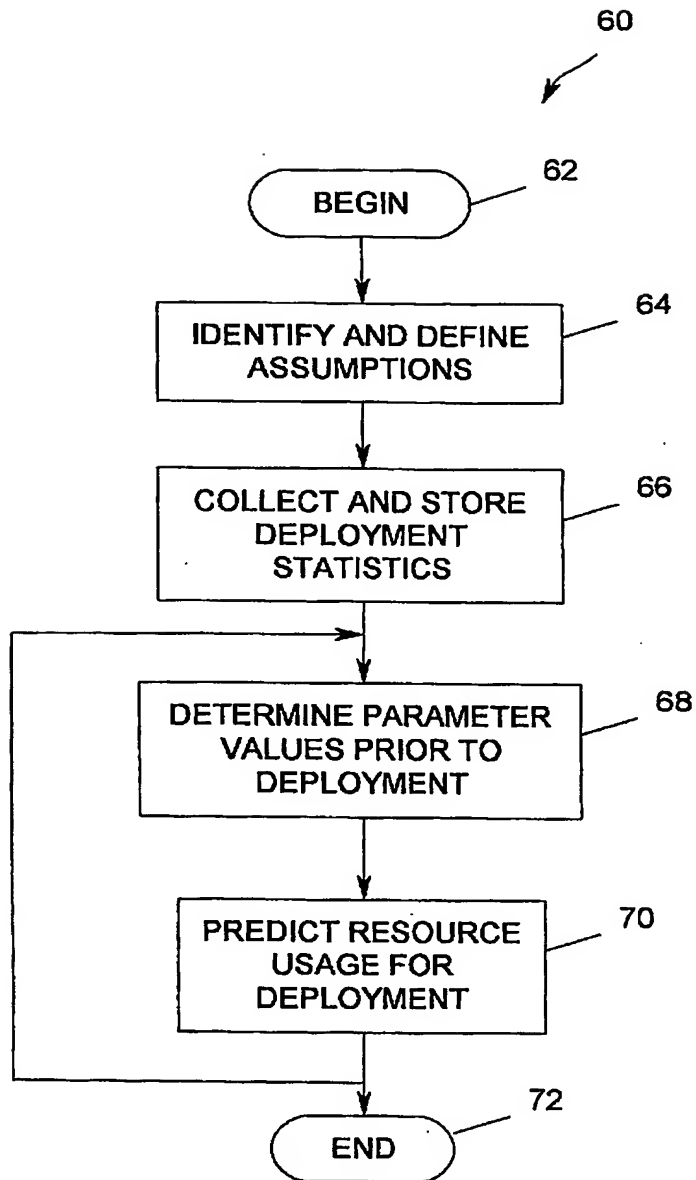 60
BEGIN
62
IDENTIFY AND DEFINE
ASSUMPTIONS
64
COLLECT AND STORE
DEPLOYMENT
STATISTICS
66
DETERMINE PARAMETER
VALUES PRIOR TO
DEPLOYMENT
68
PREDICT RESOURCE
USAGE FOR
DEPLOYMENT
70
END
72